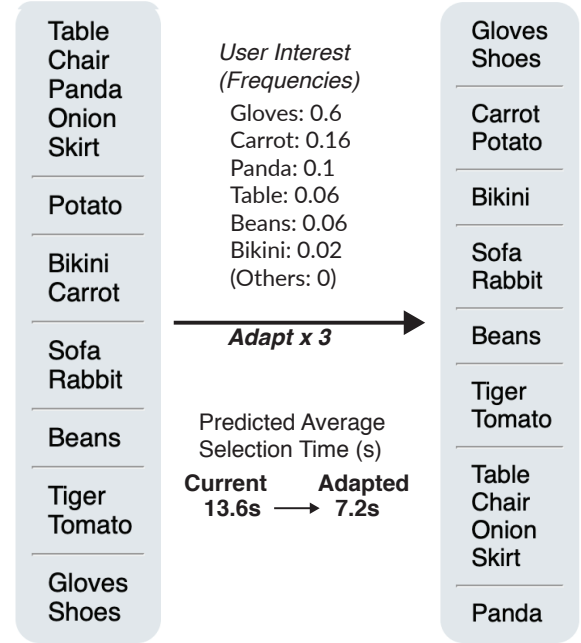 Table
Chair
Panda
Onion
Skirt
Potato
Bikini
Carrot
Sofa
Rabbit
Beans
Tiger
Tomato
Gloves
Shoes
User Interest
(Frequencies)
Gloves: 0.6
Carrot: 0.16
Panda: 0.1
Table: 0.06
Beans: 0.06
Bikini: 0.02
(Others: 0)
Adapt x 3
Predicted Average
Selection Time (s)
Current Adapted
13.6s 7.2s
Gloves
Shoes
Carrot
Potato
Bikini
Sofa
Rabbit
Beans
Tiger
Tomato
Table
Chair
Onion
Skirt
Panda